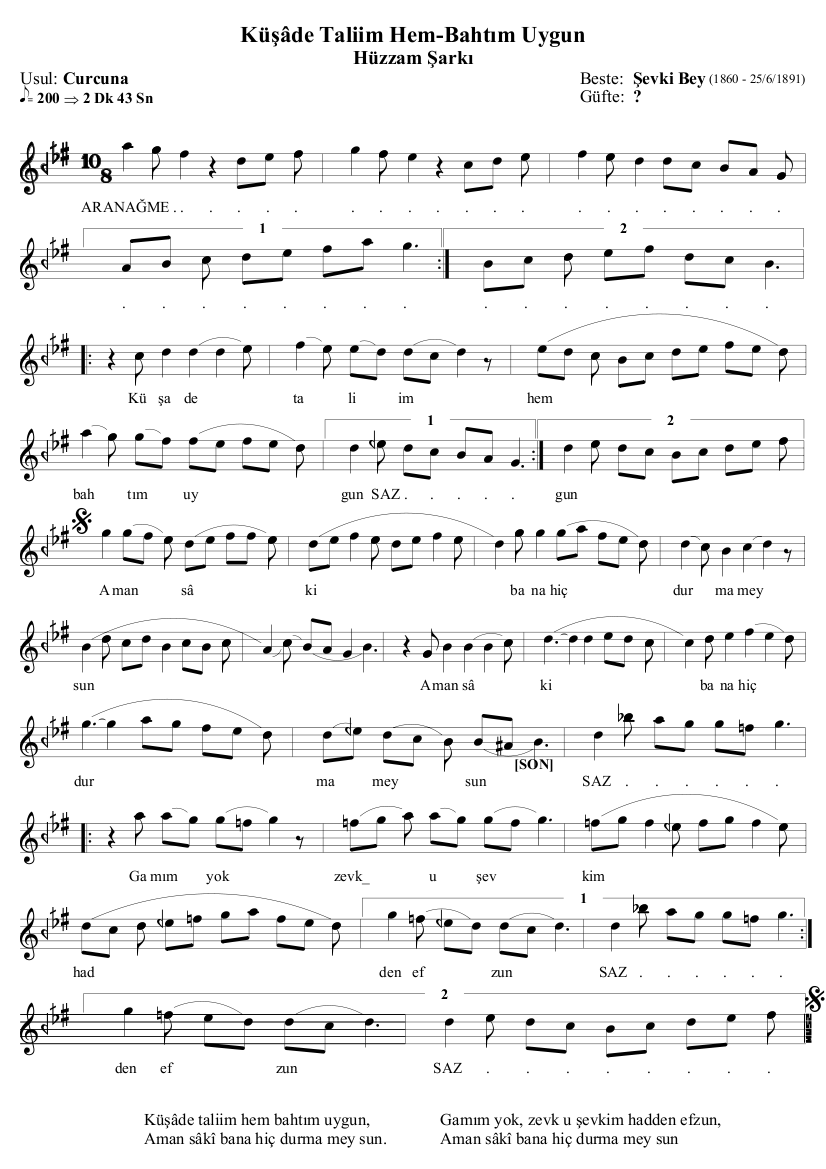 Küşâde Taliim Hem-Bahtım Uygun
Hüzzam Şarkı
Usul: Curcuna
= 200 ⇒ 2 Dk 43 Sn
Beste: Şevki Bey (1860 - 25/6/1891)
Güfte: ?
10
8
ARANAĞME . . . . . . . . . . . . . . . . . . . .
1 2
. . . . . . . . . . . . .
Kü şa de ta li im hem
1 2
bah tım uy gun SAZ . . . . . gun
A man sâ ki ba na hiç dur ma mey
sun A man sâ ki ba na hiç
[SON]
dur ma mey sun SAZ . . . . . .
Ga mım yok zevk_ u şev kim
1
had den ef zun SAZ . . . . . .
2
den ef zun SAZ . . . . . . .
Küşâde taliim hem bahtım uygun,
Aman sâkî bana hiç durma mey sun.
Gamım yok, zevk u şevkim hadden efzun,
Aman sâkî bana hiç durma mey sun